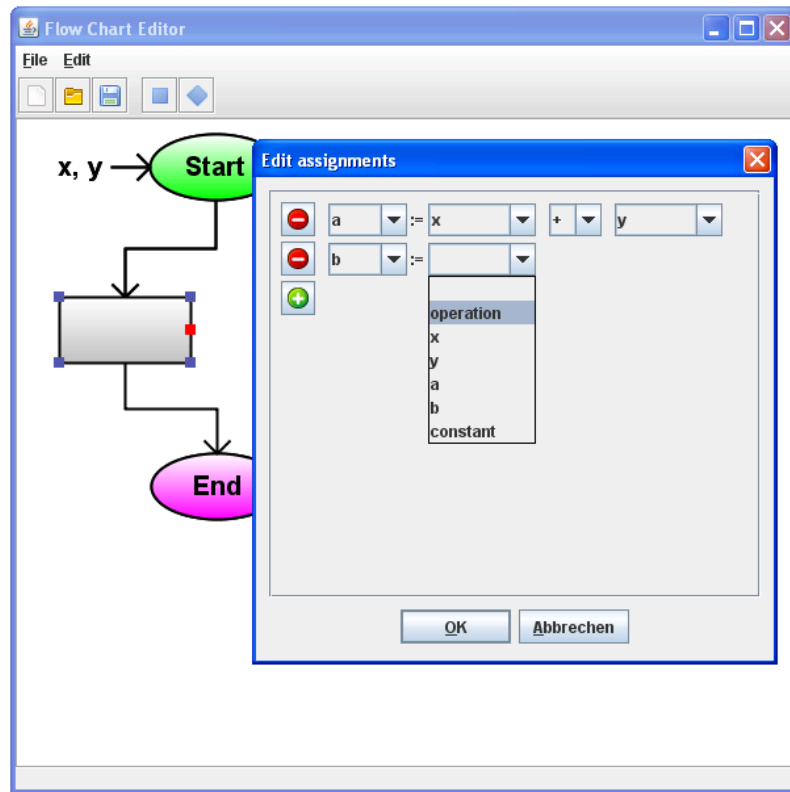 Flow Chart Editor
File Edit
x, y
Start
End
Edit assignments
a := x + y
b :=
operation
x
y
a
b
constant
OK Abbrechen